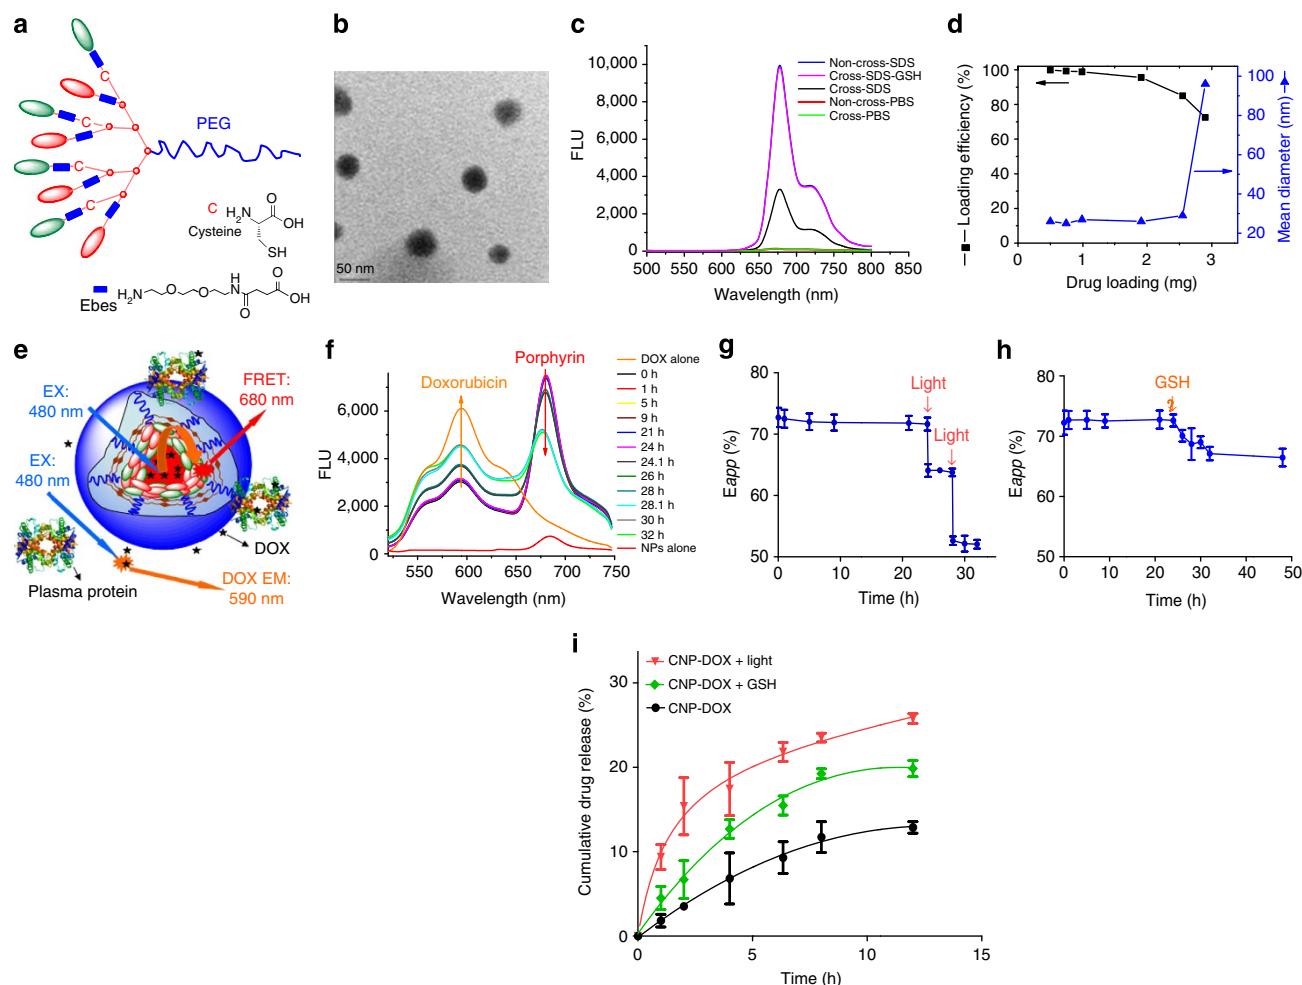 a
PEG
C
C
C
C
C
C
C
Cysteine
H2N
O
OH
SH
Ebes
H2N
O
O
H
N
O
O
OH
b
50 nm
c
FLU
10,000
8,000
6,000
4,000
2,000
0
500 550 600 650 700 750 800 850
Wavelength (nm)
Non-cross-SDS
Cross-SDS-GSH
Cross-SDS
Non-cross-PBS
Cross-PBS
d
Loading efficiency (%)
100
80
60
40
20
0
0 1 2 3
Drug loading (mg)
100
80
60
40
20
Mean diameter (nm)
e
EX:
480 nm
FRET:
680 nm
EX:
480 nm
DOX
Plasma protein
DOX EM:
590 nm
f
Doxorubicin
Porphyrin
FLU
6,000
4,000
2,000
0
550 600 650 700 750
Wavelength (nm)
DOX alone
0 h
1 h
5 h
9 h
21 h
24 h
24.1 h
26 h
28 h
28.1 h
30 h
32 h
NPs alone
g
Eapp (%)
80
70
60
50
Light
Light
0 10 20 30
Time (h)
h
Eapp (%)
80
70
60
50
GSH
?
0 10 20 30 40 50
Time (h)
i
Cumulative drug release (%)
30
20
10
0
CNP-DOX + light
CNP-DOX + GSH
CNP-DOX
0 5 10 15
Time (h)